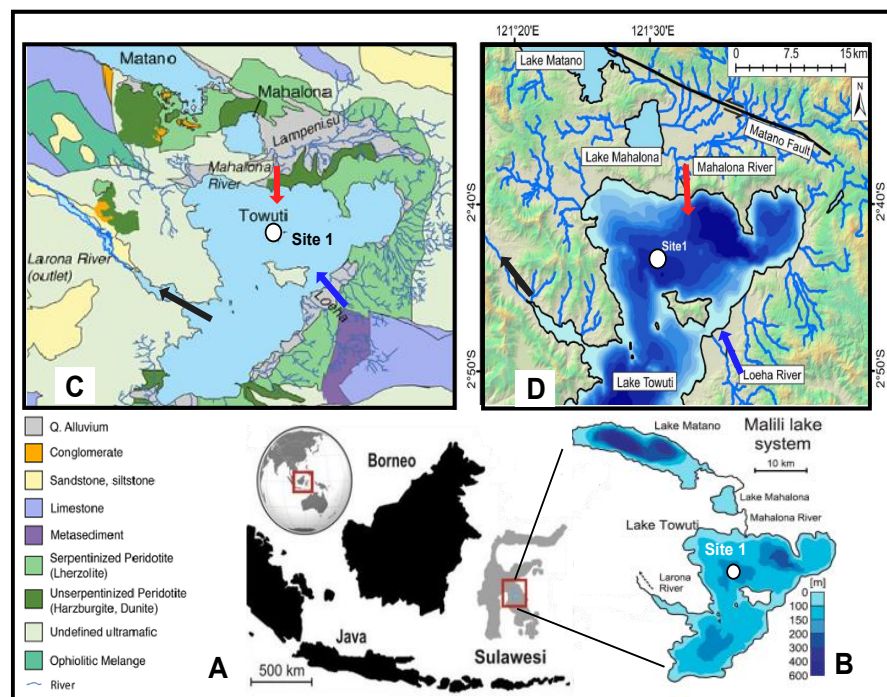 Matano
Mahalona
Lampenisu
Mahalona
River
Towuti
Site 1
Larona River
(outlet)
Loeha
C
121°20'E
121°30'E
0
7.5
15
km
N
Lake Matano
Matano Fault
Lake Mahalona
Mahalona River
2°40'S
2°40'S
Site1
2°50'S
2°50'S
Lake Towuti
Loeha River
D
Q. Alluvium
Conglomerate
Sandstone, siltstone
Limestone
Metasediment
Serpentinized Peridotite
(Lherzolite)
Unserpentinized Peridotite
(Harzburgite, Dunite)
Undefined ultramafic
Ophiolitic Melange
River
Borneo
Java
Sulawesi
500 km
A
Lake Matano
Malili lake
system
10 km
Lake Mahalona
Mahalona River
Lake Towuti
Site 1
Larona
River
[m]
0
100
200
300
400
600
B